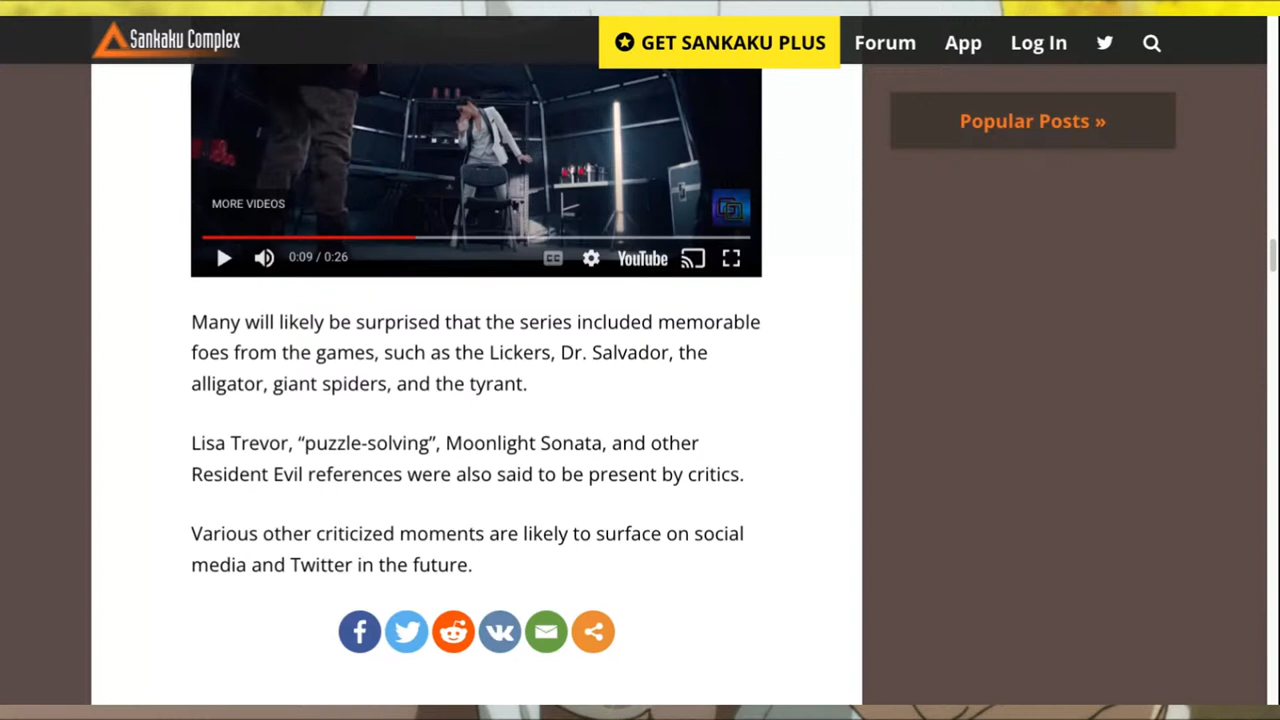 Sankaku Complex
GET SANKAKU PLUS
Forum
App
Log In
Popular Posts »
MORE VIDEOS
0:09 / 0:26
CC
YouTube
Many will likely be surprised that the series included memorable
foes from the games, such as the Lickers, Dr. Salvador, the
alligator, giant spiders, and the tyrant.
Lisa Trevor, “puzzle-solving”, Moonlight Sonata, and other
Resident Evil references were also said to be present by critics.
Various other criticized moments are likely to surface on social
media and Twitter in the future.